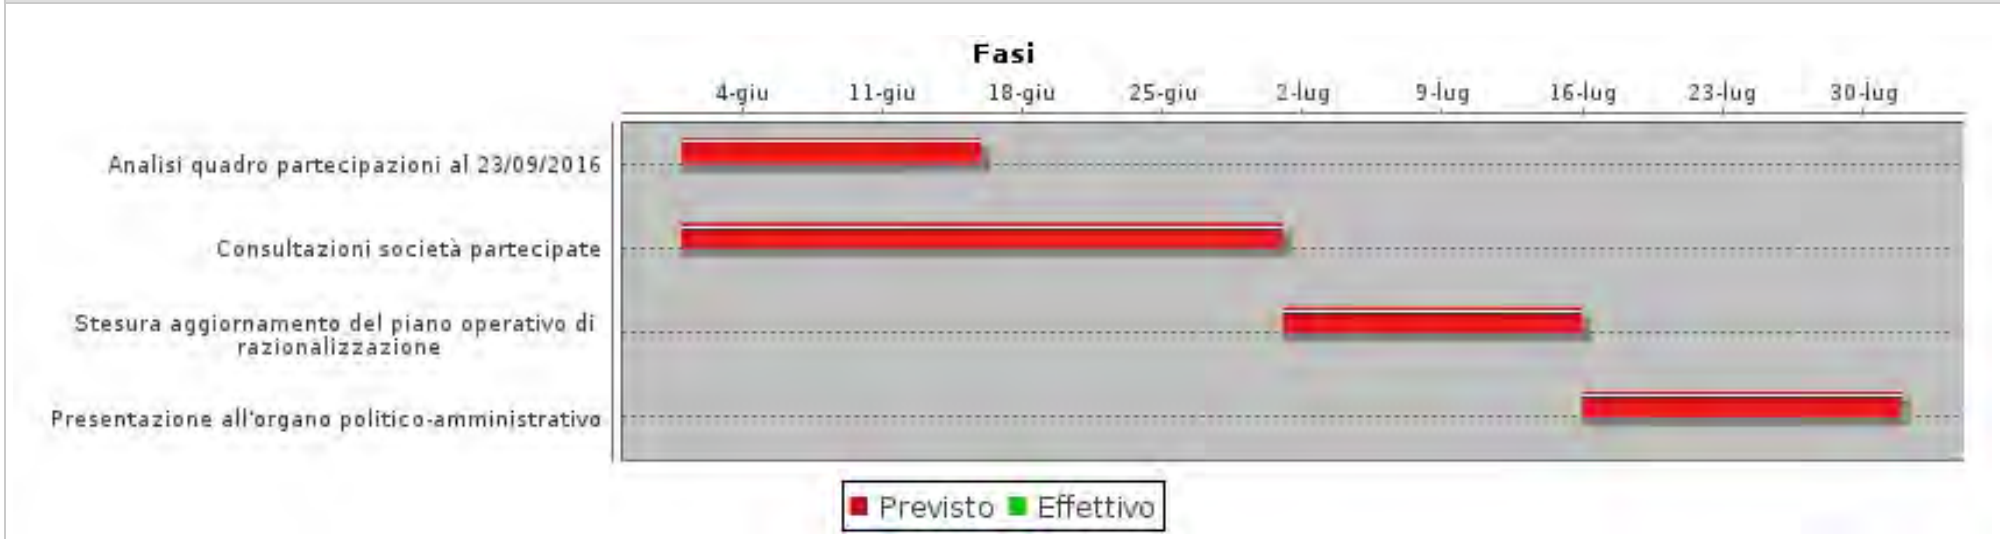 Fasi
4-giu 11-giu 18-giu 25-giu 2-lug 9-lug 16-lug 23-lug 30-lug
Analisi quadro partecipazioni al 23/09/2016
Consultazioni società partecipate
Stesura aggiornamento del piano operativo di
razionalizzazione
Presentazione all'organo politico-amministrativo
Previsto Effettivo